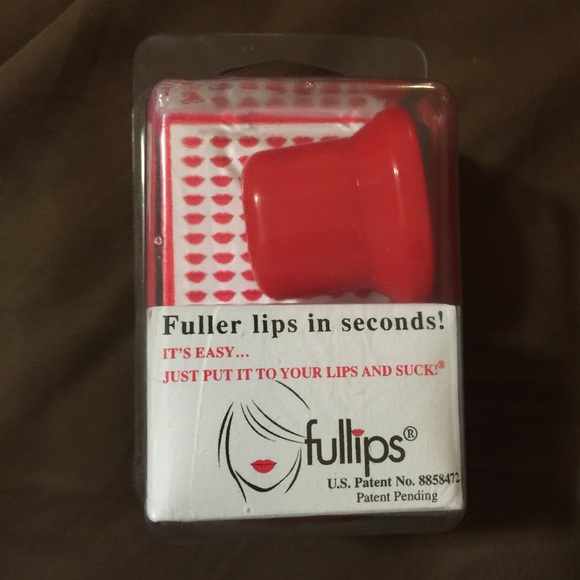 Fuller lips in seconds!
IT'S EASY...
JUST PUT IT TO YOUR LIPS AND SUCK!®
fullips®
U.S. Patent No. 8858472
Patent Pending